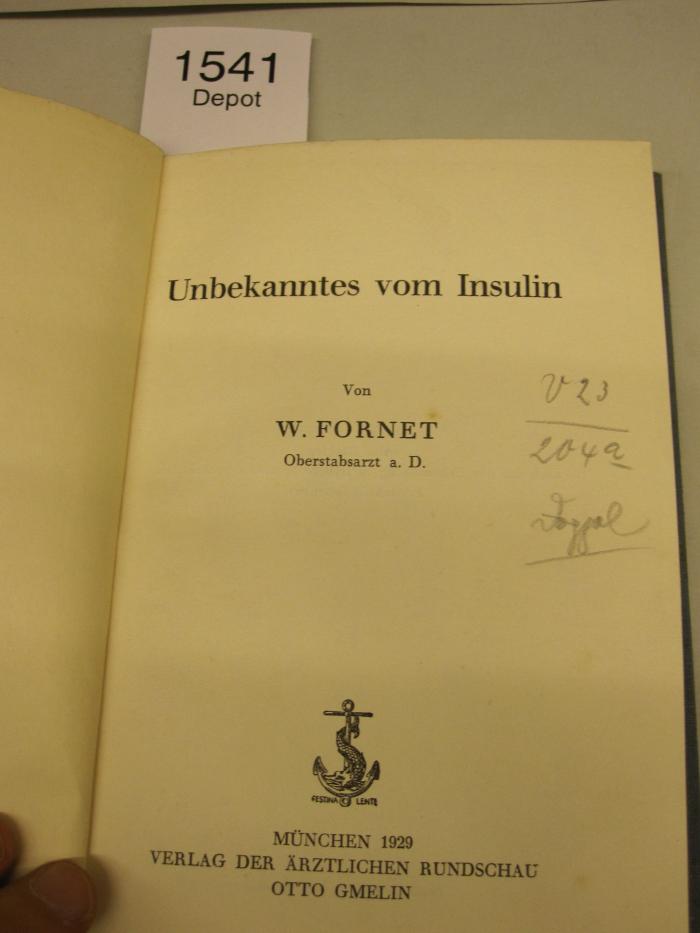 1541
Depot
Unbekanntes vom Insulin
Von
W. FORNET
Oberstabsarzt a. D.
V 23
204a
Doppel
FESTINA LENTE
MÜNCHEN 1929
VERLAG DER ÄRZTLICHEN RUNDSCHAU
OTTO GMELIN